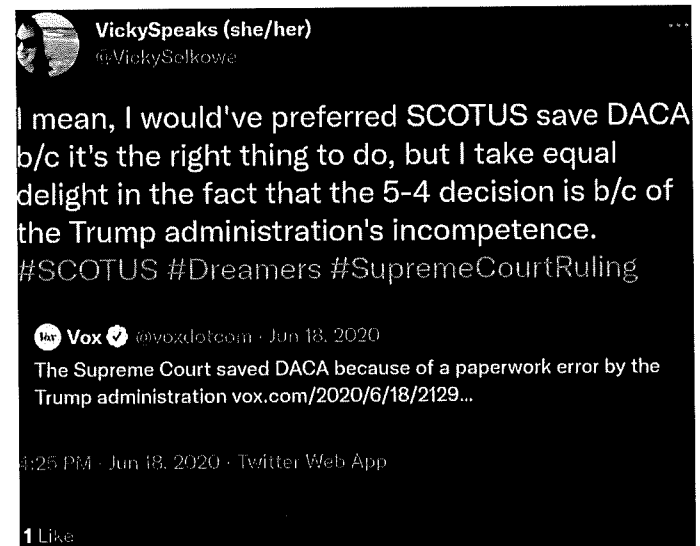 VickySpeaks (she/her)
@VickySelkowe
I mean, I would've preferred SCOTUS save DACA
b/c it's the right thing to do, but I take equal
delight in the fact that the 5-4 decision is b/c of
the Trump administration's incompetence.
#SCOTUS #Dreamers #SupremeCourtRuling
Vox
Vox @voxdotcom · Jun 18, 2020
The Supreme Court saved DACA because of a paperwork error by the
Trump administration vox.com/2020/6/18/2129...
4:25 PM · Jun 18, 2020 · Twitter Web App
1 Like